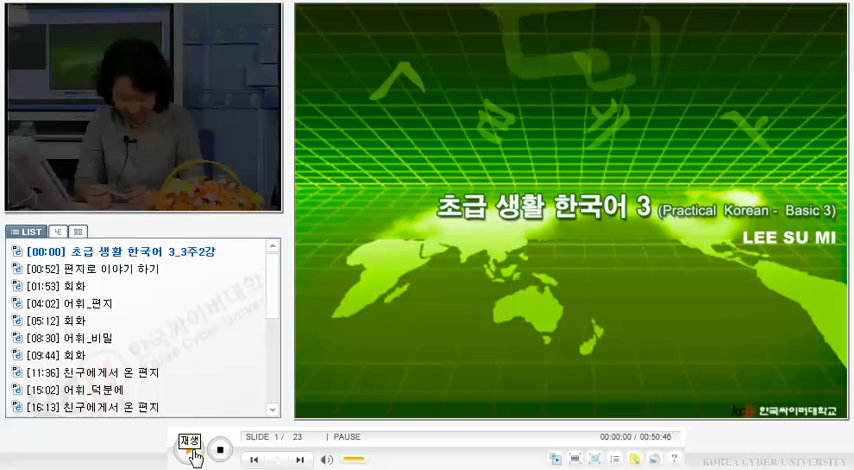 초급 생활 한국어 3 (Practical Korean - Basic 3)
LEE SU MI
한국싸이버대학교
LIST
[00:00] 초급 생활 한국어 3_3주2강
[00:52] 편지로 이야기 하기
[01:53] 회화
[04:02] 어휘_편지
[05:12] 회화
[08:30] 어휘_비밀
[09:44] 회화
[11:36] 친구에게서 온 편지
[15:02] 어휘_덕분에
[16:13] 친구에게서 온 편지
재생
SLIDE 1 / 23 | PAUSE
00:00:00 / 00:50:46
KOREA CYBER UNIVERSITY